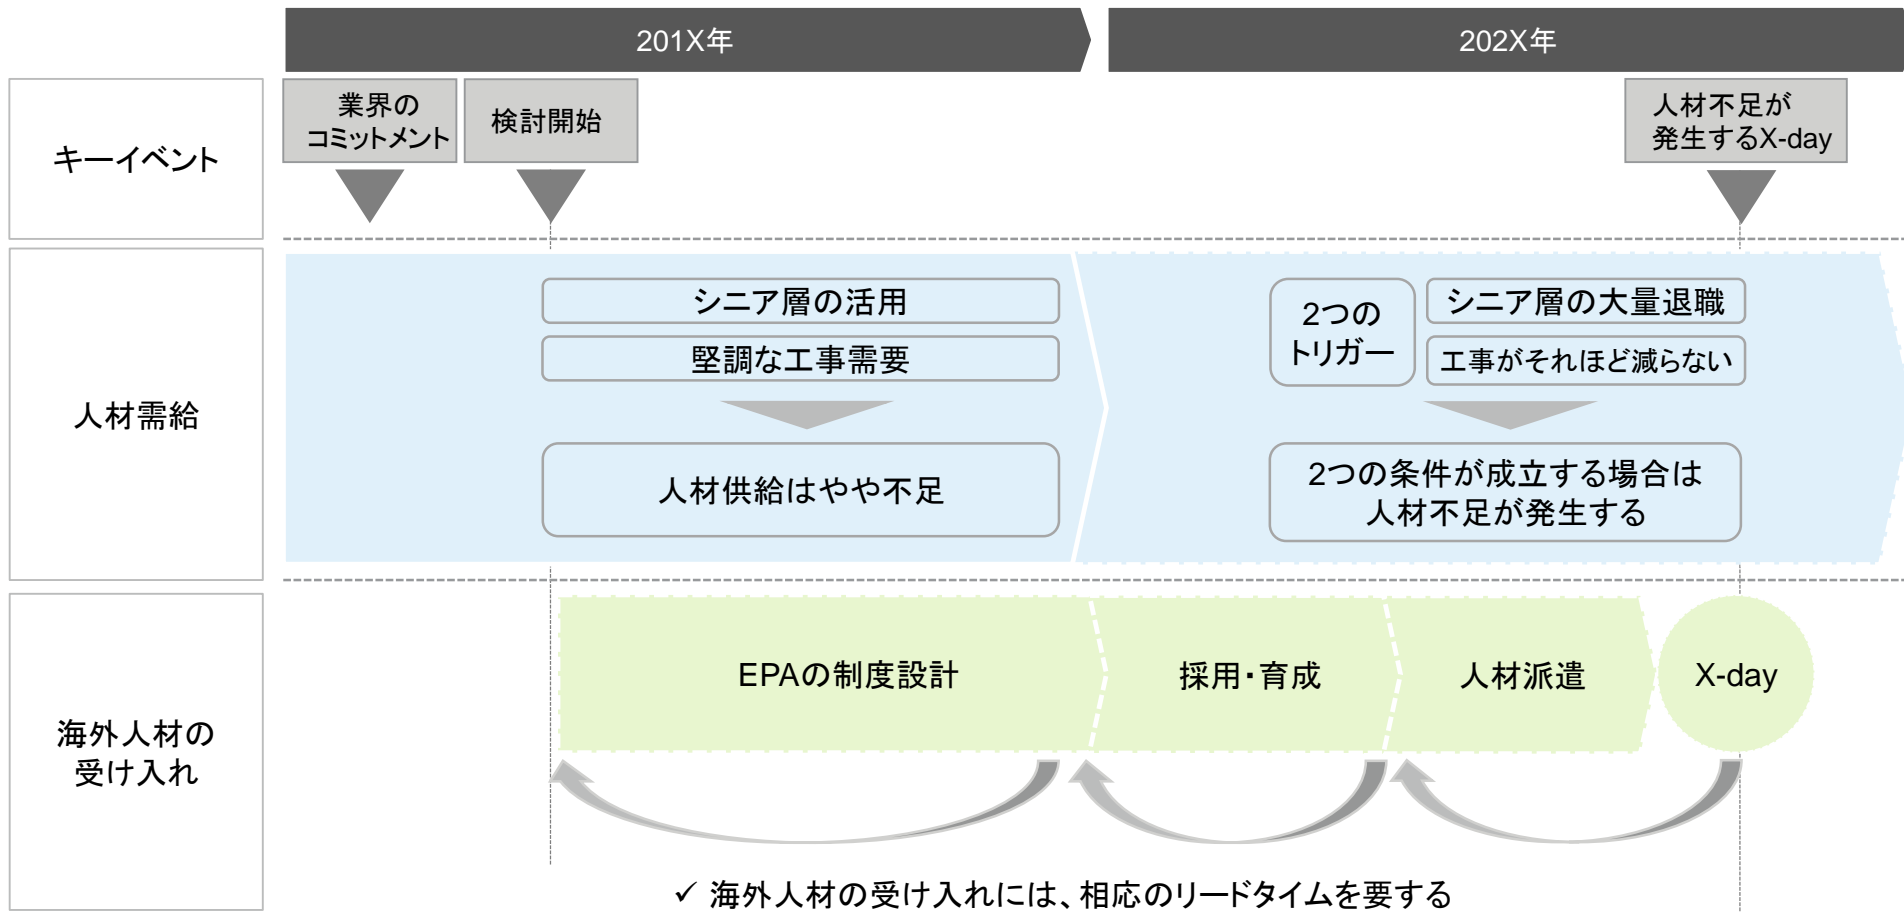 201X年
202X年
キーイベント
業界の
コミットメント
検討開始
人材不足が
発生するX-day
人材需給
シニア層の活用
堅調な工事需要
人材供給はやや不足
2つの
トリガー
シニア層の大量退職
工事がそれほど減らない
2つの条件が成立する場合は
人材不足が発生する
海外人材の
受け入れ
EPAの制度設計
採用・育成
人材派遣
X-day
✓ 海外人材の受け入れには、相応のリードタイムを要する